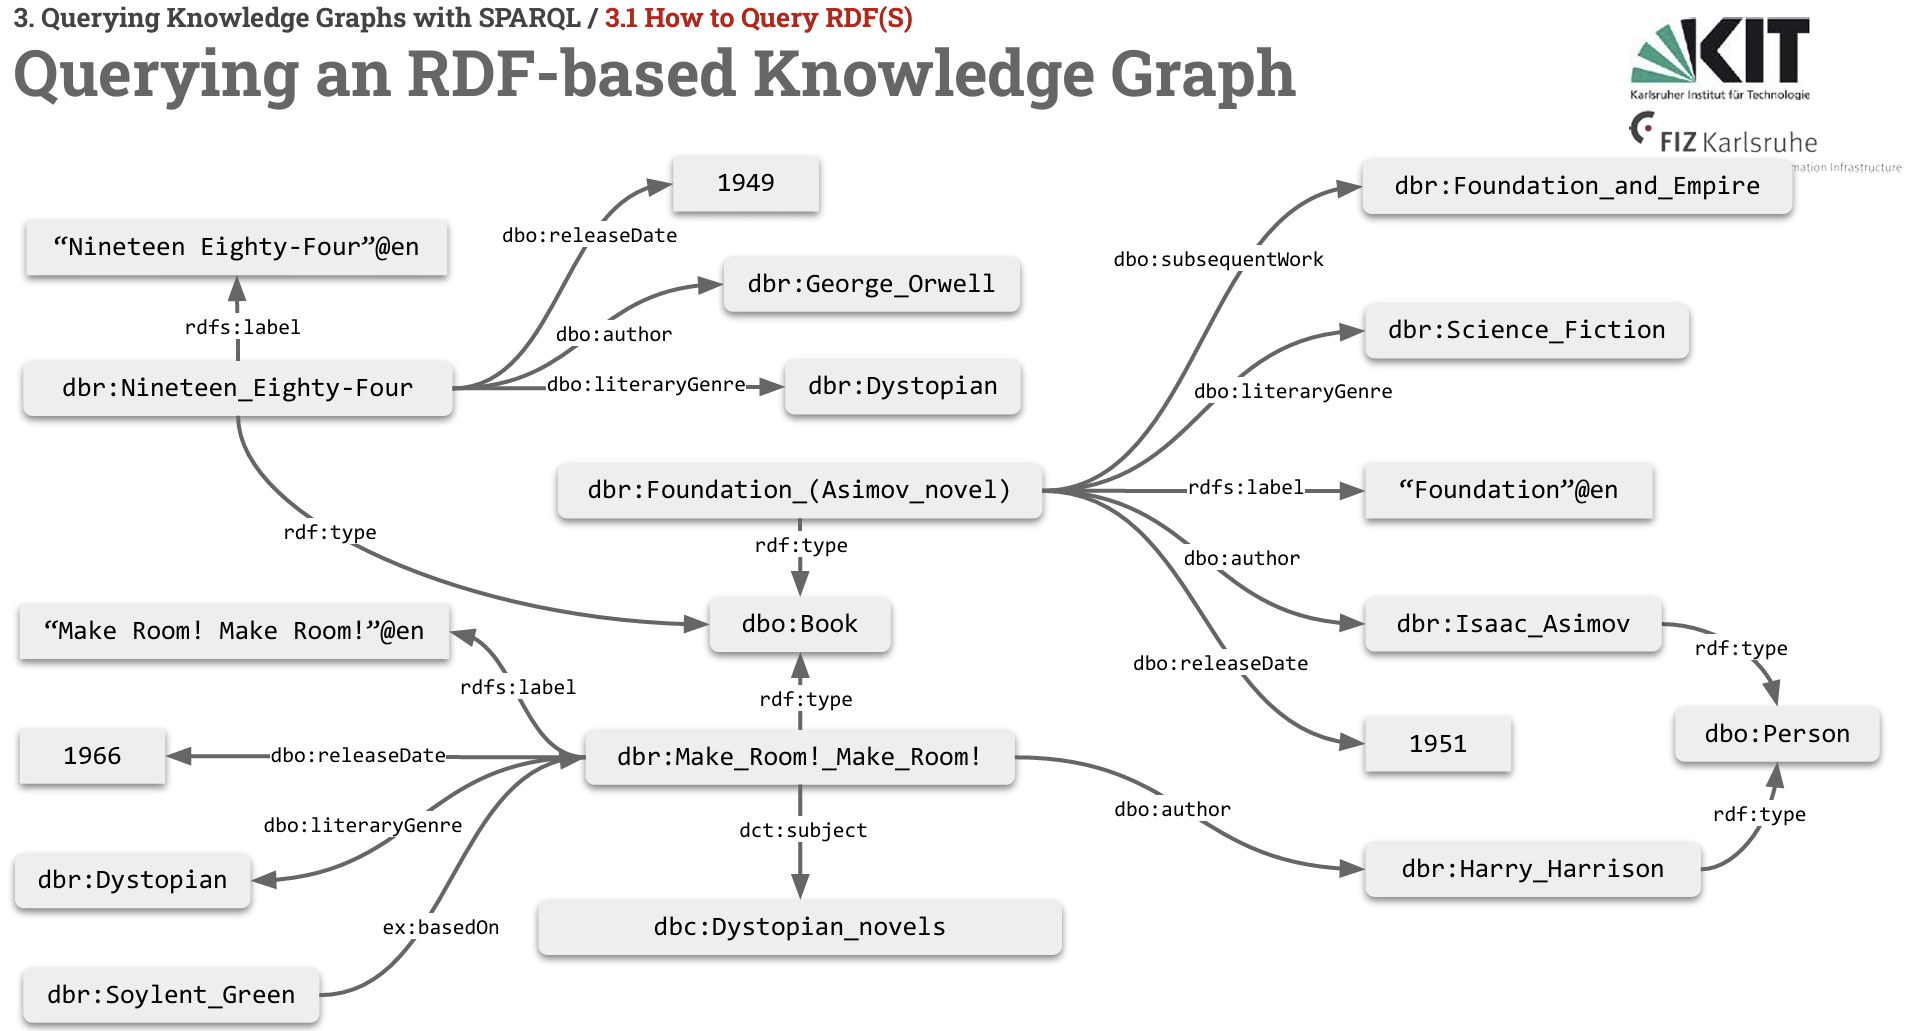 3. Querying Knowledge Graphs with SPARQL / 3.1 How to Query RDF(S)
Querying an RDF-based Knowledge Graph
KIT
Karlsruher Institut für Technologie
FIZ Karlsruhe
mation Infrastructure
1949
dbr:Foundation_and_Empire
dbo:releaseDate
“Nineteen Eighty-Four”@en
dbo:subsequentWork
dbr:George_Orwell
rdfs:label
dbo:author
dbr:Science_Fiction
dbr:Nineteen_Eighty-Four
dbo:literaryGenre
dbr:Dystopian
dbo:literaryGenre
dbr:Foundation_(Asimov_novel)
rdfs:label
“Foundation”@en
rdf:type
rdf:type
dbo:author
“Make Room! Make Room!”@en
dbo:Book
dbr:Isaac_Asimov
rdf:type
dbo:releaseDate
rdfs:label
rdf:type
1951
dbo:Person
1966
dbo:releaseDate
dbr:Make_Room!_Make_Room!
dbo:author
rdf:type
dbo:literaryGenre
dct:subject
dbr:Harry_Harrison
dbr:Dystopian
ex:basedOn
dbc:Dystopian_novels
dbr:Soylent_Green